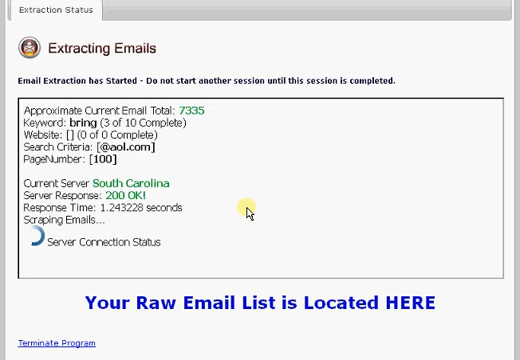 Extraction Status
Extracting Emails
Email Extraction has Started - Do not start another session until this session is completed.
Approximate Current Email Total: 7335
Keyword: bring (3 of 10 Complete)
Website: [] (0 of 0 Complete)
Search Criteria: [@aol.com]
PageNumber: [100]
Current Server South Carolina
Server Response: 200 OK!
Response Time: 1.243228 seconds
Scraping Emails...
Server Connection Status
Your Raw Email List is Located HERE
Terminate Program